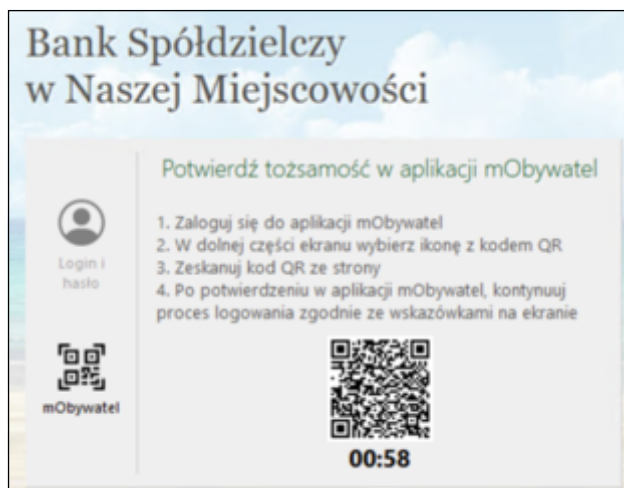 Bank Spółdzielczy
w Naszej Miejscowości
Potwierdź tożsamość w aplikacji mObywatel
Login i
hasło
mObywatel
1. Zaloguj się do aplikacji mObywatel
2. W dolnej części ekranu wybierz ikonę z kodem QR
3. Zeskanuj kod QR ze strony
4. Po potwierdzeniu w aplikacji mObywatel, kontynuuj
proces logowania zgodnie ze wskazówkami na ekranie
00:58